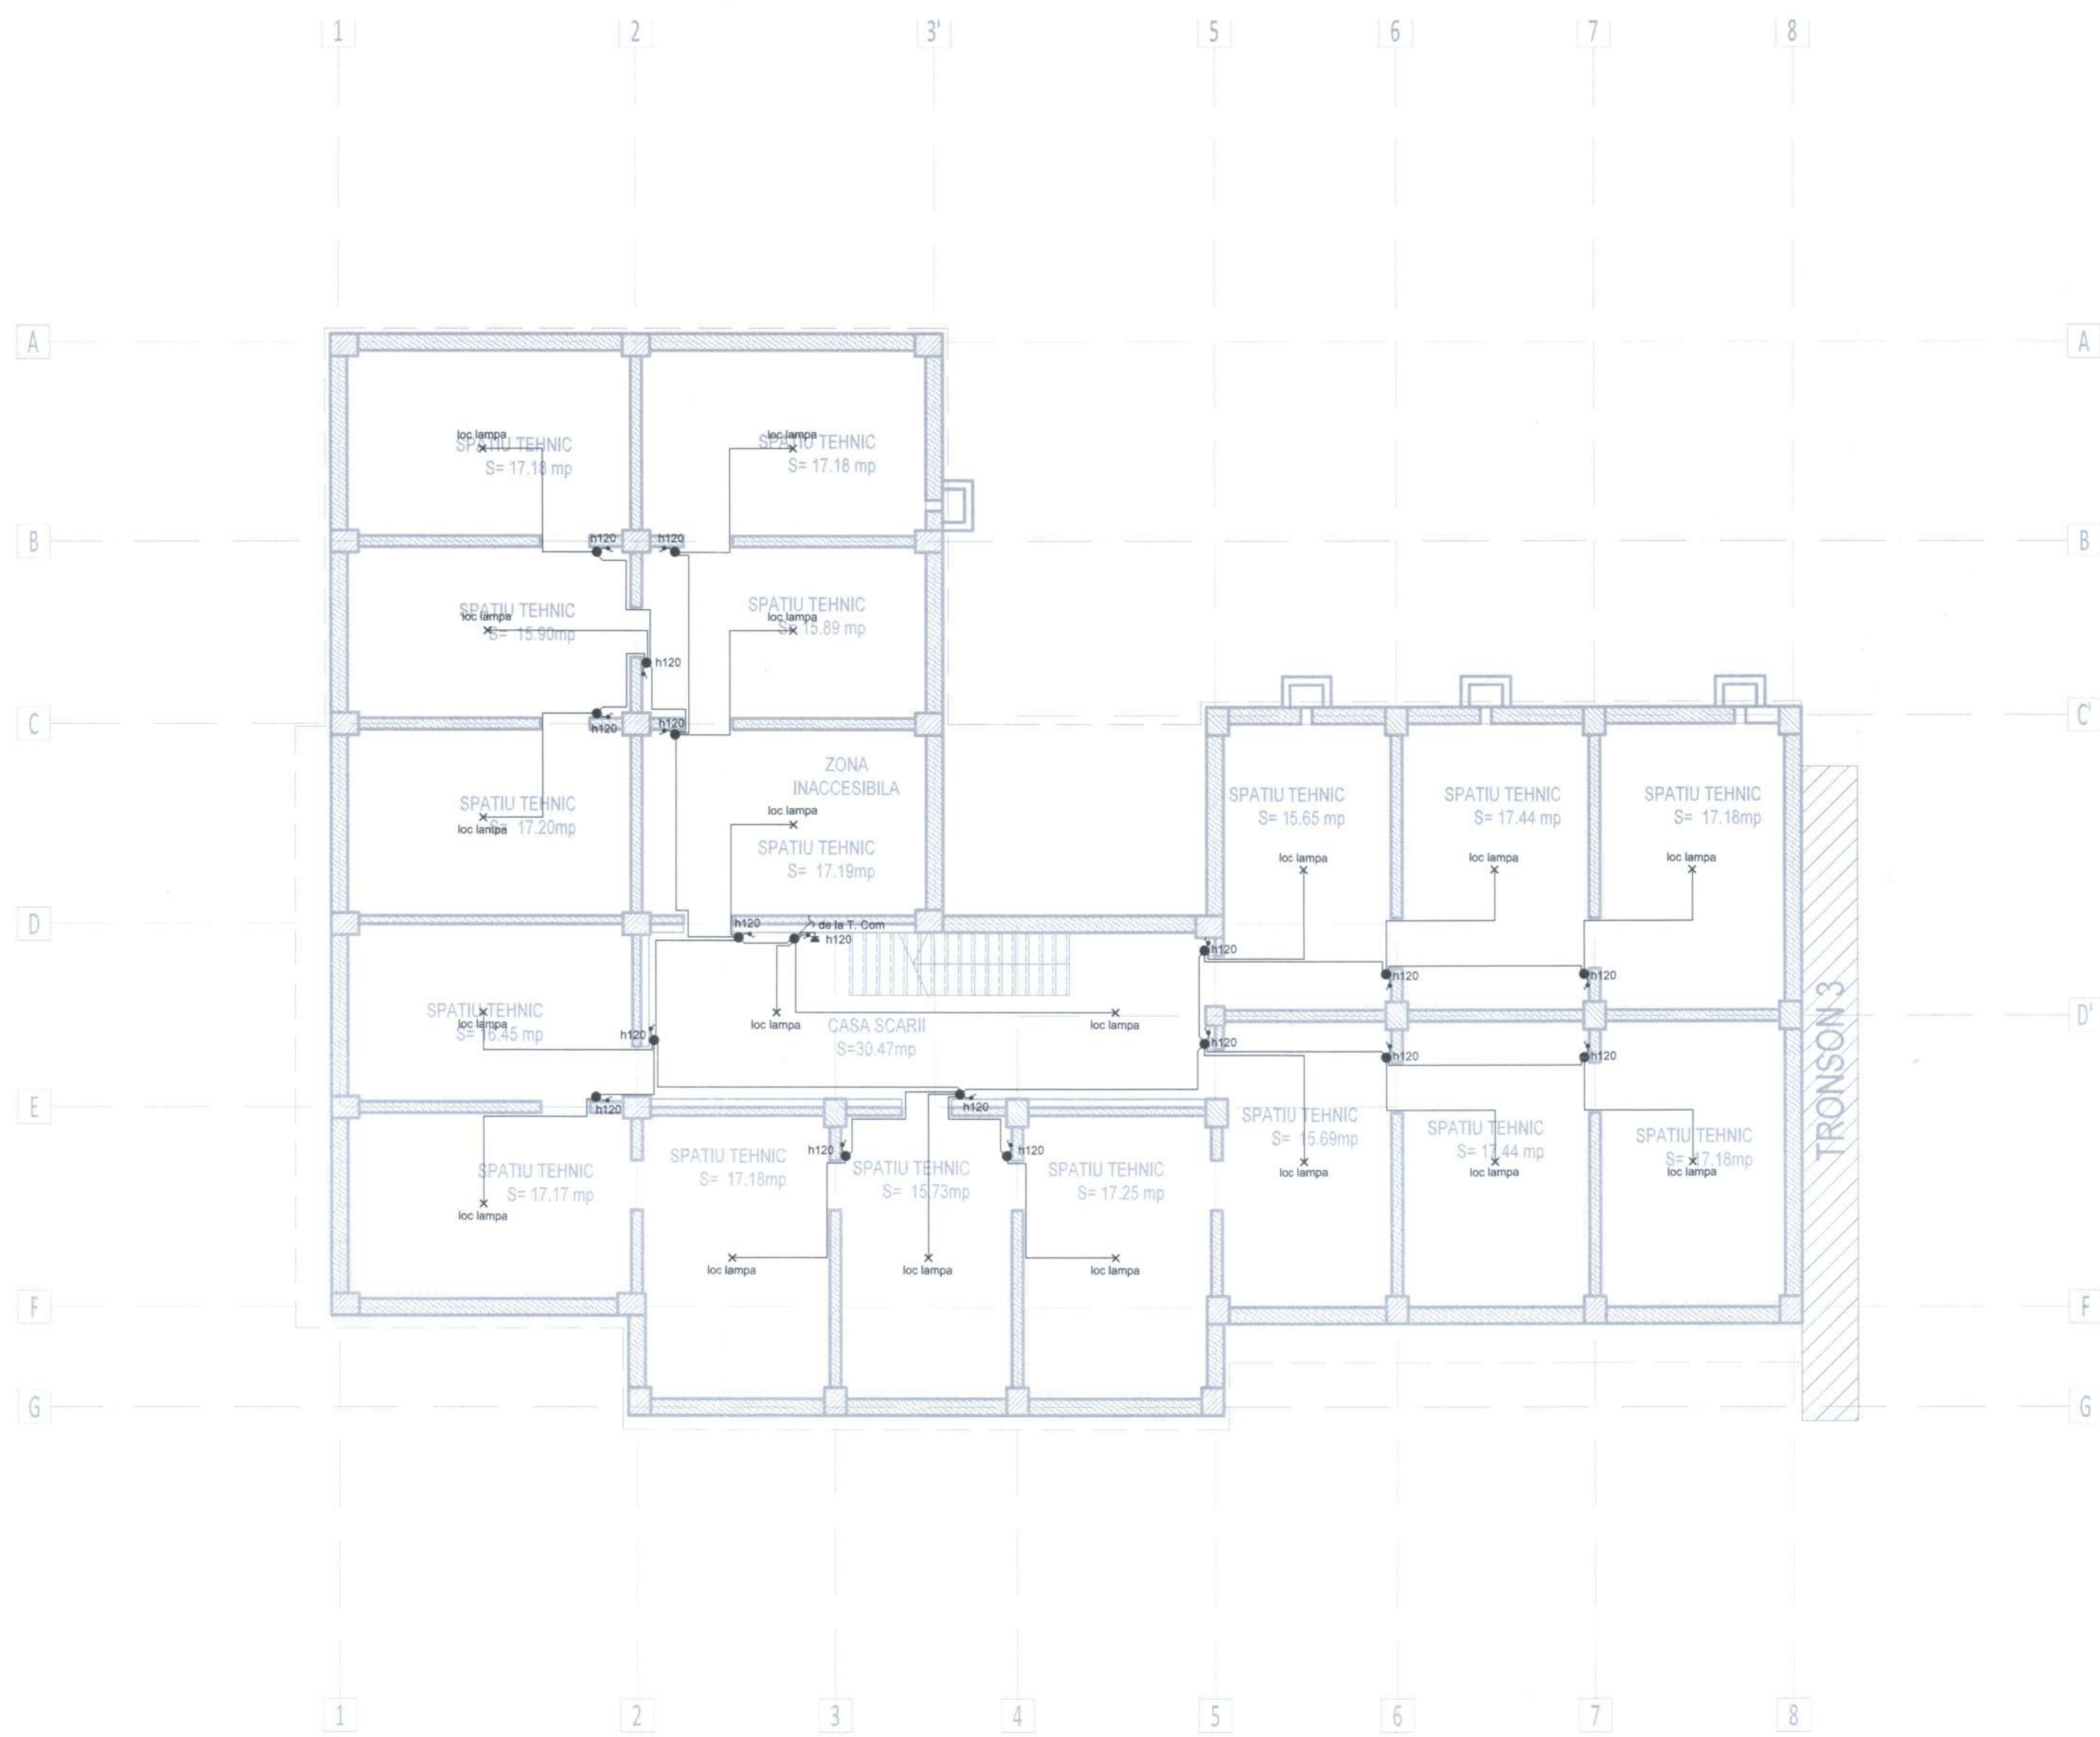 1 2 3' 5 6 7 8
A A
loc lampa
SPATIU TEHNIC
S= 17.18 mp
loc lampa
SPATIU TEHNIC
S= 17.18 mp
B h120 h120 B
SPATIU TEHNIC
loc lampa
S= 15.90mp
SPATIU TEHNIC
loc lampa
S= 15.89 mp
h120
C h120 h120 C'
ZONA
INACCESIBILA
SPATIU TEHNIC
S= 17.20mp
loc lampa
loc lampa
SPATIU TEHNIC
S= 17.19mp
SPATIU TEHNIC
S= 15.65 mp
loc lampa
SPATIU TEHNIC
S= 17.44 mp
loc lampa
SPATIU TEHNIC
S= 17.18mp
loc lampa
D
h120
de la T. Com
h120
h120
h120
h120
SPATIU TEHNIC
loc lampa
S= 16.45 mp
h120
loc lampa
CASA SCARII
S=30.47mp
loc lampa
D'
h120
h120
h120
TRONSON 3
E h120 h120 E
SPATIU TEHNIC
S= 17.17 mp
loc lampa
SPATIU TEHNIC
S= 17.18mp
h120
loc lampa
SPATIU TEHNIC
S= 15.73mp
loc lampa
h120
SPATIU TEHNIC
S= 17.25 mp
loc lampa
SPATIU TEHNIC
S= 15.69mp
loc lampa
SPATIU TEHNIC
S= 17.44 mp
loc lampa
SPATIU TEHNIC
S= 17.18mp
loc lampa
F F
G G
1 2 3 4 5 6 7 8